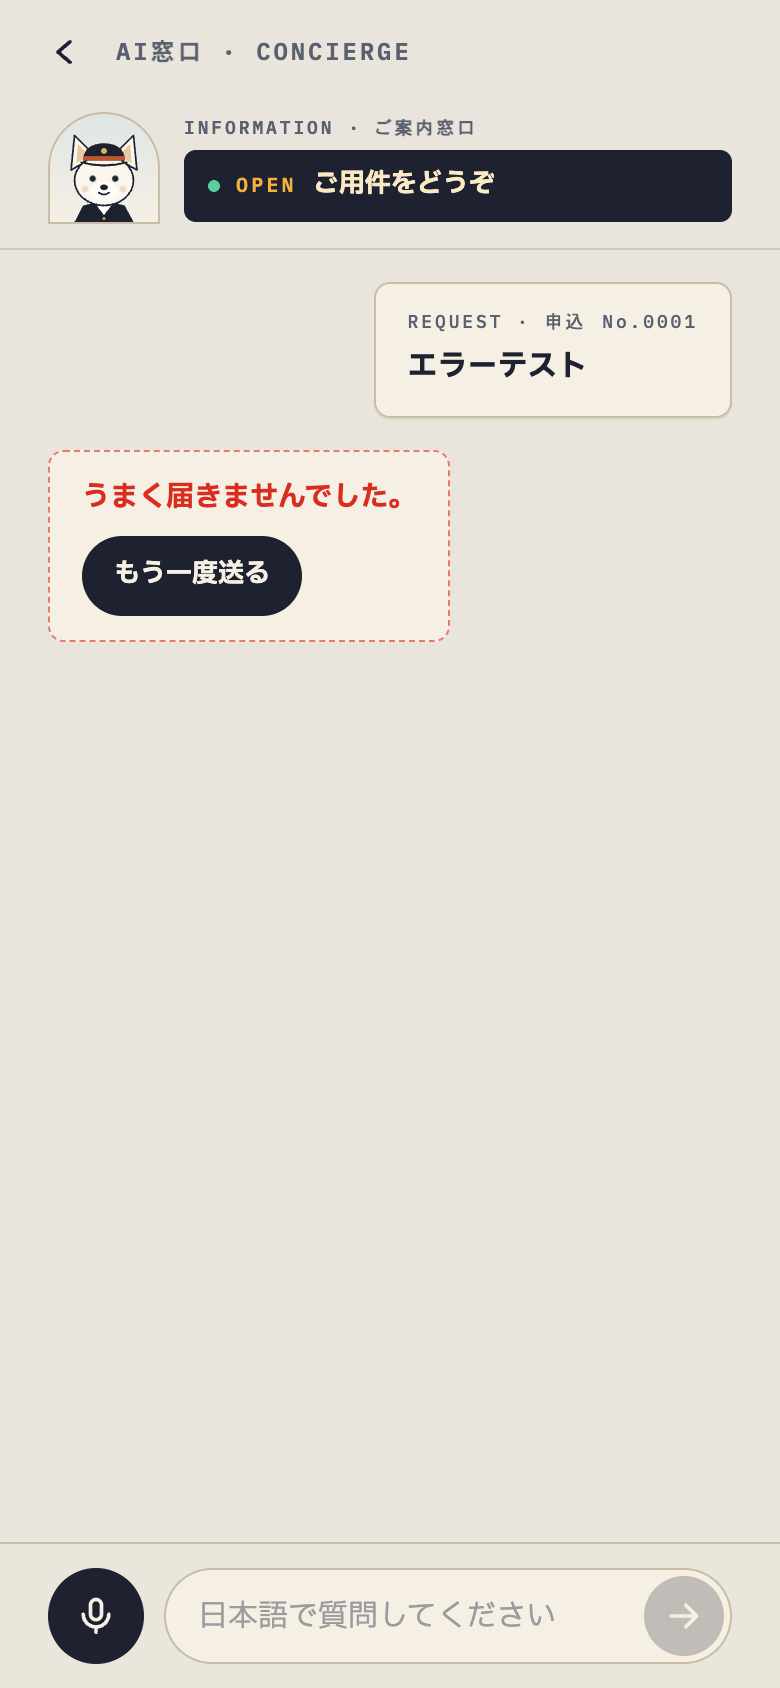 AI窓口 · CONCIERGE
INFORMATION · ご案内窓口
OPEN ご用件をどうぞ
REQUEST · 申込 No.0001
エラーテスト
うまく届きませんでした。
もう一度送る
日本語で質問してください